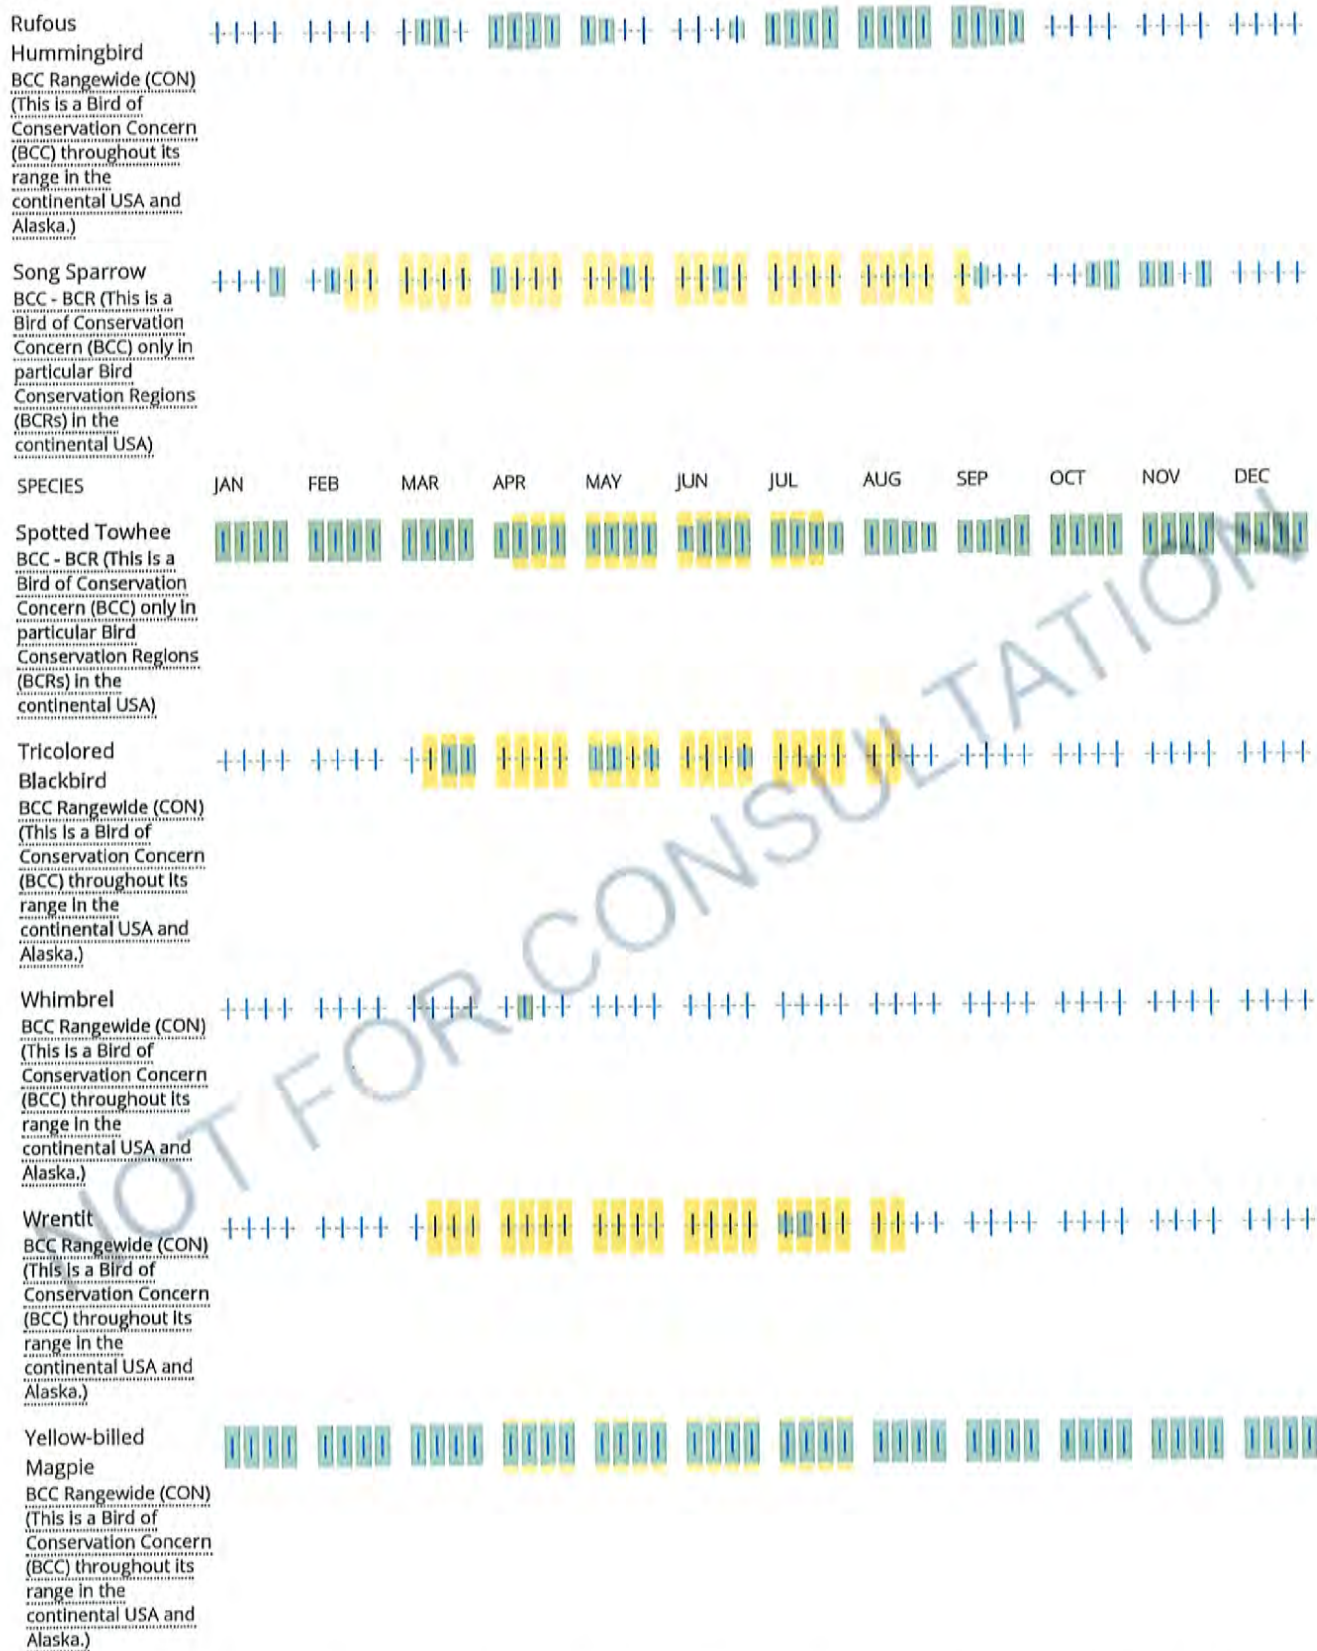 Rufous
Hummingbird
BCC Rangewide (CON)
(This is a Bird of
Conservation Concern
(BCC) throughout its
range in the
continental USA and
Alaska.)
Song Sparrow
BCC - BCR (This is a
Bird of Conservation
Concern (BCC) only in
particular Bird
Conservation Regions
(BCRs) in the
continental USA)
SPECIES JAN FEB MAR APR MAY JUN JUL AUG SEP OCT NOV DEC
Spotted Towhee
BCC - BCR (This is a
Bird of Conservation
Concern (BCC) only in
particular Bird
Conservation Regions
(BCRs) in the
continental USA)
Tricolored
Blackbird
BCC Rangewide (CON)
(This is a Bird of
Conservation Concern
(BCC) throughout its
range in the
continental USA and
Alaska.)
Whimbrel
BCC Rangewide (CON)
(This is a Bird of
Conservation Concern
(BCC) throughout its
range in the
continental USA and
Alaska.)
Wrentit
BCC Rangewide (CON)
(This is a Bird of
Conservation Concern
(BCC) throughout its
range in the
continental USA and
Alaska.)
Yellow-billed
Magpie
BCC Rangewide (CON)
(This is a Bird of
Conservation Concern
(BCC) throughout its
range in the
continental USA and
Alaska.)
NOT FOR CONSULTATION